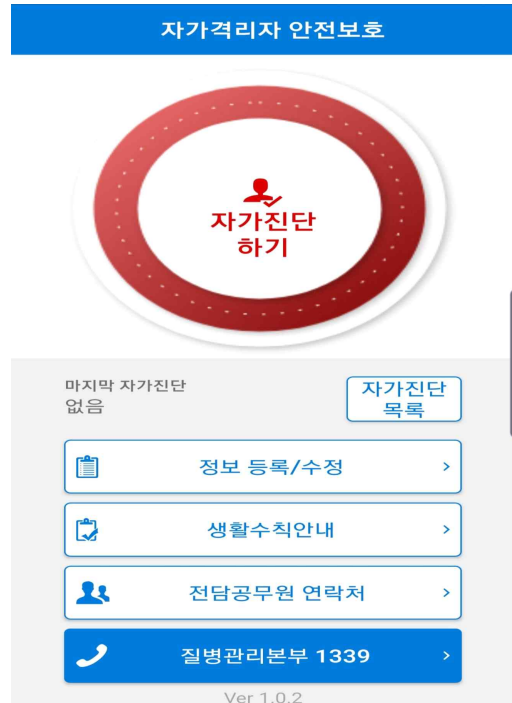 자가격리자 안전보호
자가진단
하기
마지막 자가진단
없음
자가진단
목록
정보 등록/수정
생활수칙안내
전담공무원 연락처
질병관리본부 1339
Ver 1.0.2